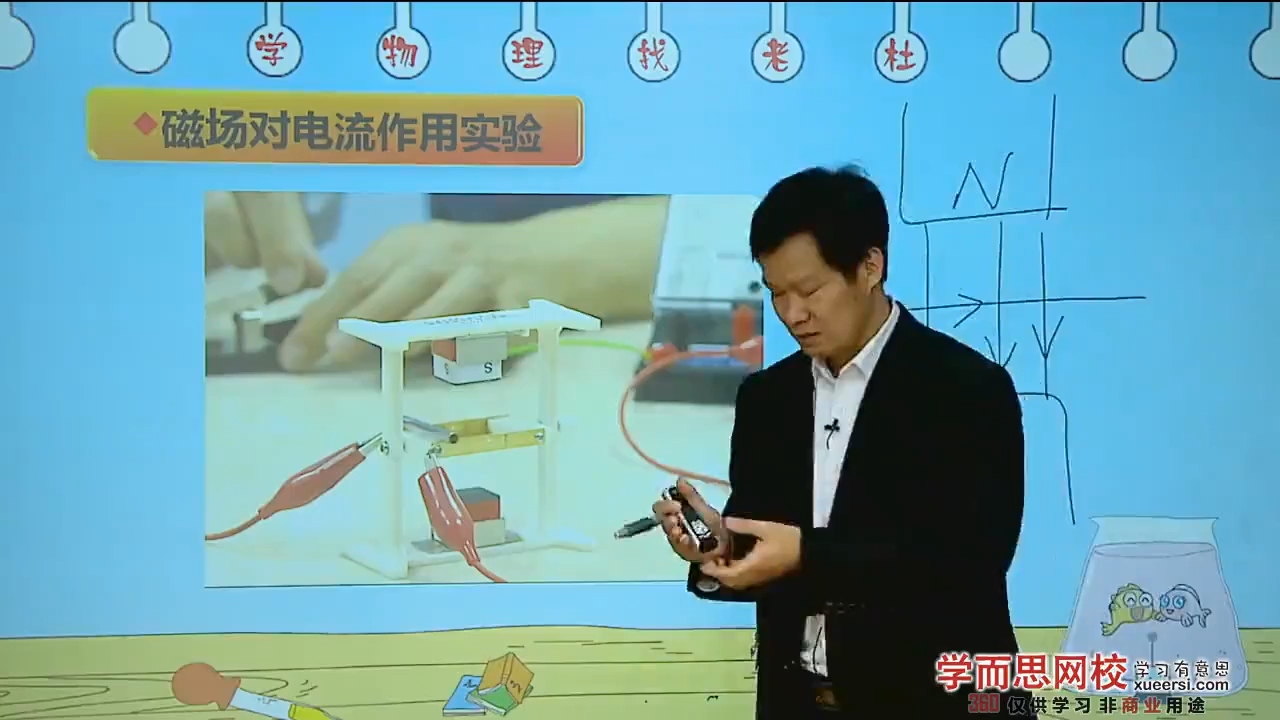 学物理找老杜
磁场对电流作用实验
N
S
学而思网校 学习有意思
xueersi.com
360 仅供学习 非商业用途